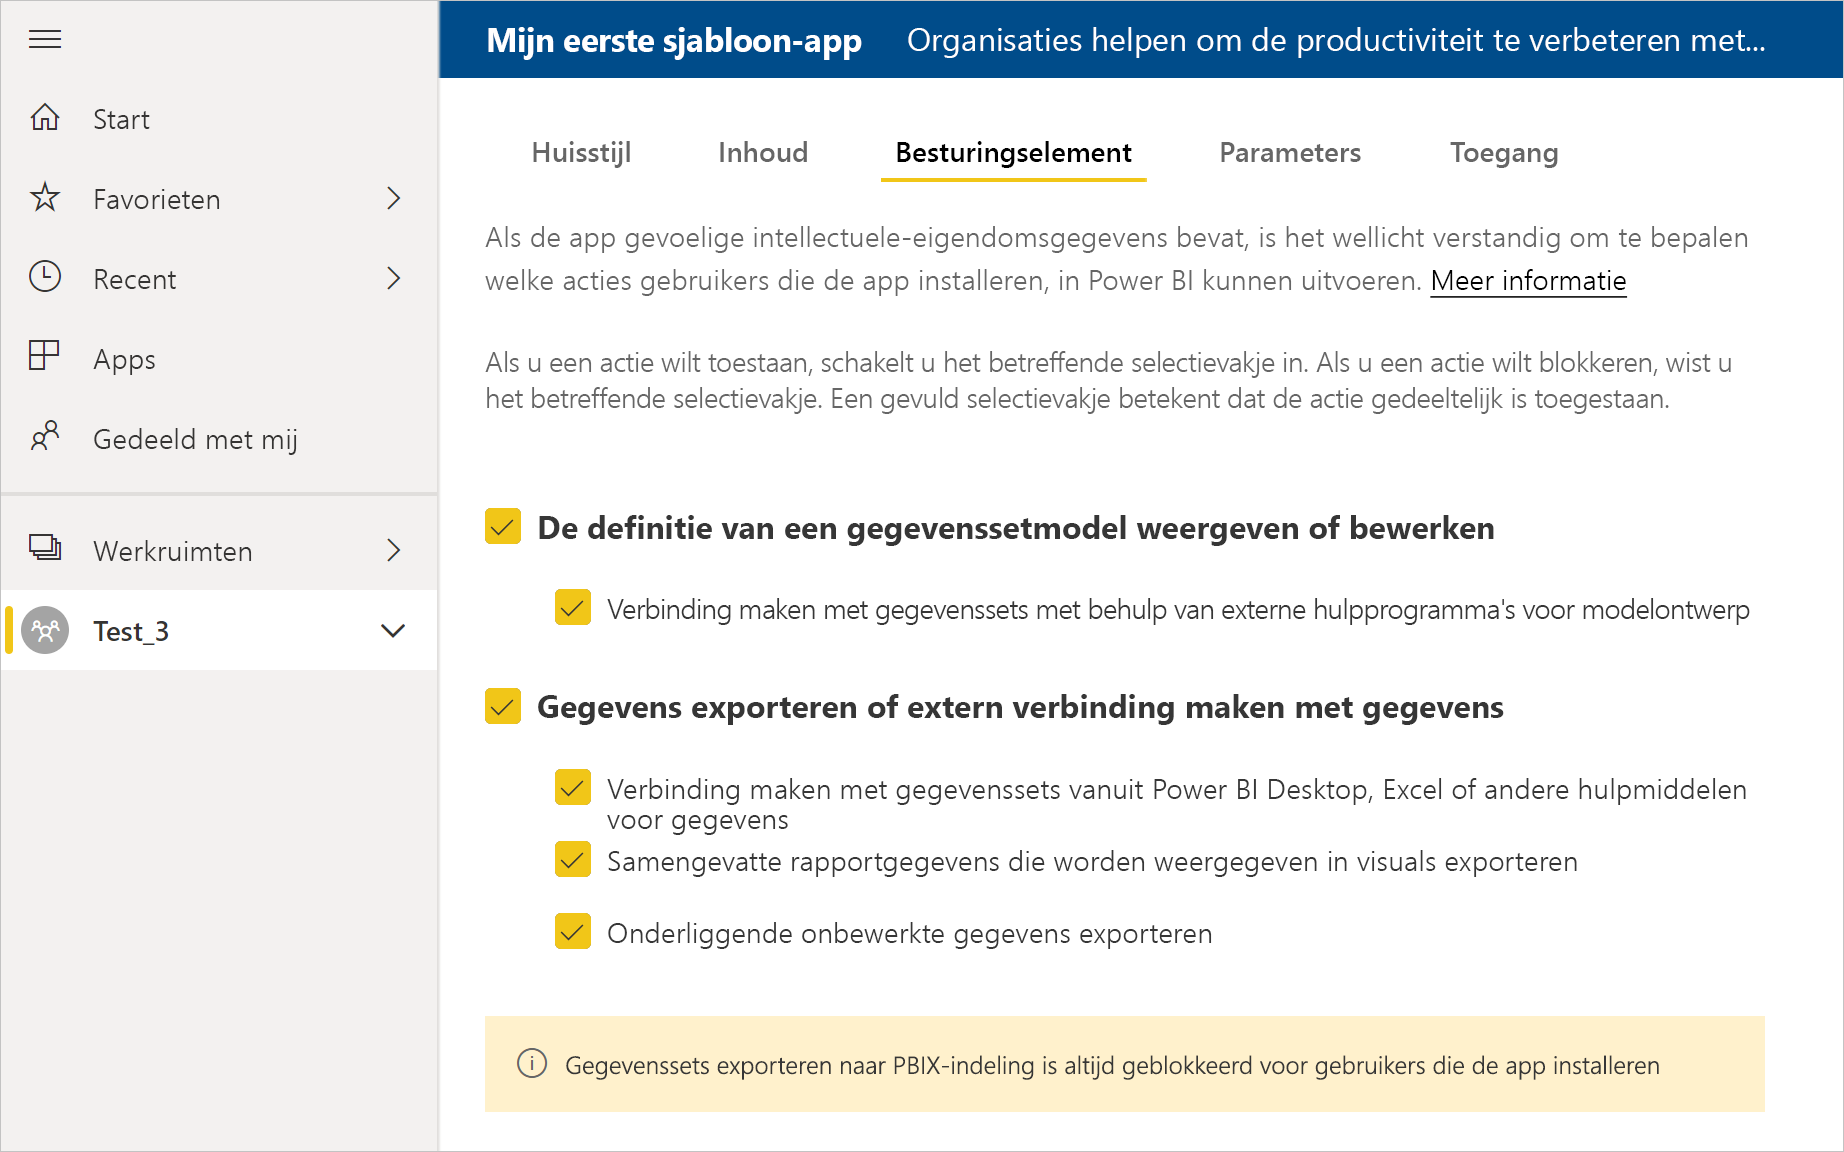 Mijn eerste sjabloon-app Organisaties helpen om de productiviteit te verbeteren met...
Start
Favorieten
Recent
Apps
Gedeeld met mij
Werkruimten
Test_3
Huisstijl Inhoud Besturingselement Parameters Toegang
Als de app gevoelige intellectuele-eigendomsgegevens bevat, is het wellicht verstandig om te bepalen
welke acties gebruikers die de app installeren, in Power BI kunnen uitvoeren. Meer informatie
Als u een actie wilt toestaan, schakelt u het betreffende selectievakje in. Als u een actie wilt blokkeren, wist u
het betreffende selectievakje. Een gevuld selectievakje betekent dat de actie gedeeltelijk is toegestaan.
De definitie van een gegevenssetmodel weergeven of bewerken
Verbinding maken met gegevenssets met behulp van externe hulpprogramma's voor modelontwerp
Gegevens exporteren of extern verbinding maken met gegevens
Verbinding maken met gegevenssets vanuit Power BI Desktop, Excel of andere hulpmiddelen
voor gegevens
Samengevatte rapportgegevens die worden weergegeven in visuals exporteren
Onderliggende onbewerkte gegevens exporteren
Gegevenssets exporteren naar PBIX-indeling is altijd geblokkeerd voor gebruikers die de app installeren